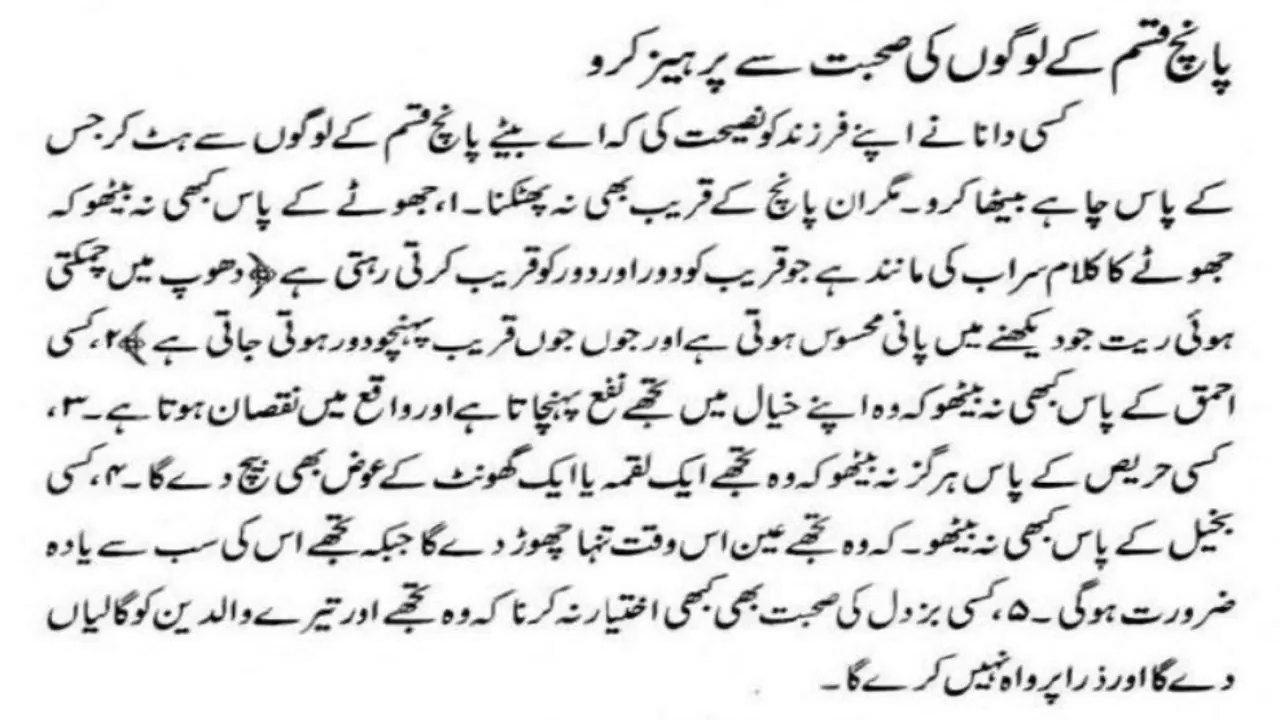 پانچ قسم کے لوگوں کی صحبت سے پرہیز کرو
کسی دانا نے اپنے فرزند کو نصیحت کی کہ اے بیٹے پانچ قسم کے لوگوں سے ہٹ کر جس
کے پاس چاہے بیٹھا کرو۔ مگر ان پانچ کے قریب بھی نہ پھٹکنا۔ ۱، جھوٹے کے پاس کبھی نہ بیٹھو کہ
جھوٹے کا کلام سراب کی مانند ہے جو قریب کو دور اور دور کو قریب کرتی رہتی ہے ﴿دھوپ میں چمکتی
ہوئی ریت جو دیکھنے میں پانی محسوس ہوتی ہے اور جوں جوں قریب پہنچو دور ہوتی جاتی ہے﴾ ۲، کسی
احمق کے پاس کبھی نہ بیٹھو کہ وہ اپنے خیال میں تجھے نفع پہنچاتا ہے اور واقع میں نقصان ہوتا ہے۔ ۳،
کسی حریص کے پاس ہرگز نہ بیٹھو کہ وہ تجھے ایک لقمہ یا ایک گھونٹ کے عوض بھی بیچ دے گا۔ ۴، کسی
بخیل کے پاس کبھی نہ بیٹھو۔ کہ وہ تجھے عین اس وقت تنہا چھوڑ دے گا جبکہ تجھے اس کی سب سے یادہ
ضرورت ہوگی۔ ۵، کسی بزدل کی صحبت بھی کبھی اختیار نہ کرنا کہ وہ تجھے اور تیرے والدین کو گالیاں
دے گا اور ذرا پرواہ نہیں کرے گا۔